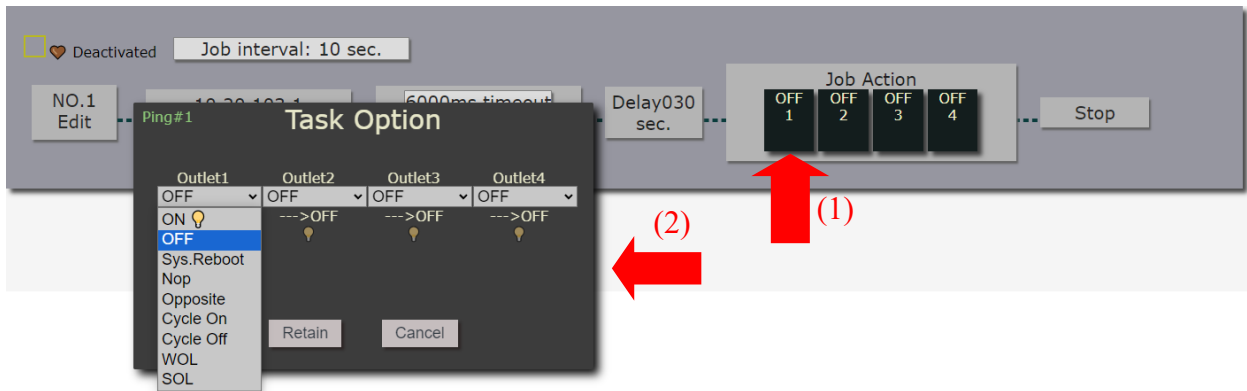 Deactivated
Job interval: 10 sec.
NO.1
Edit
6000ms timeout
Delay030
sec.
Job Action
OFF
1
OFF
2
OFF
3
OFF
4
Stop
Ping#1
Task Option
Outlet1 Outlet2 Outlet3 Outlet4
OFF OFF OFF OFF
--->OFF --->OFF --->OFF
ON
OFF
Sys.Reboot
Nop
Opposite
Cycle On
Cycle Off
WOL
SOL
Retain Cancel
(1)
(2)